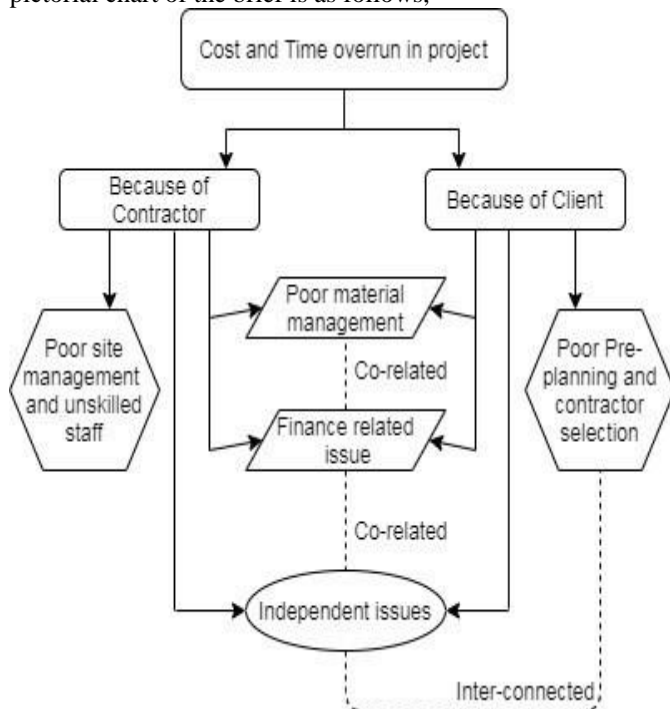 pictorial chart of the brief is as follows,
Cost and Time overrun in project
Because of
Contractor
Because of Client
Poor material
management
Poor site
management
and unskilled
staff
Poor Pre-
planning and
contractor
selection
Co-related
Finance related
issue
Co-related
Independent issues
Inter-connected